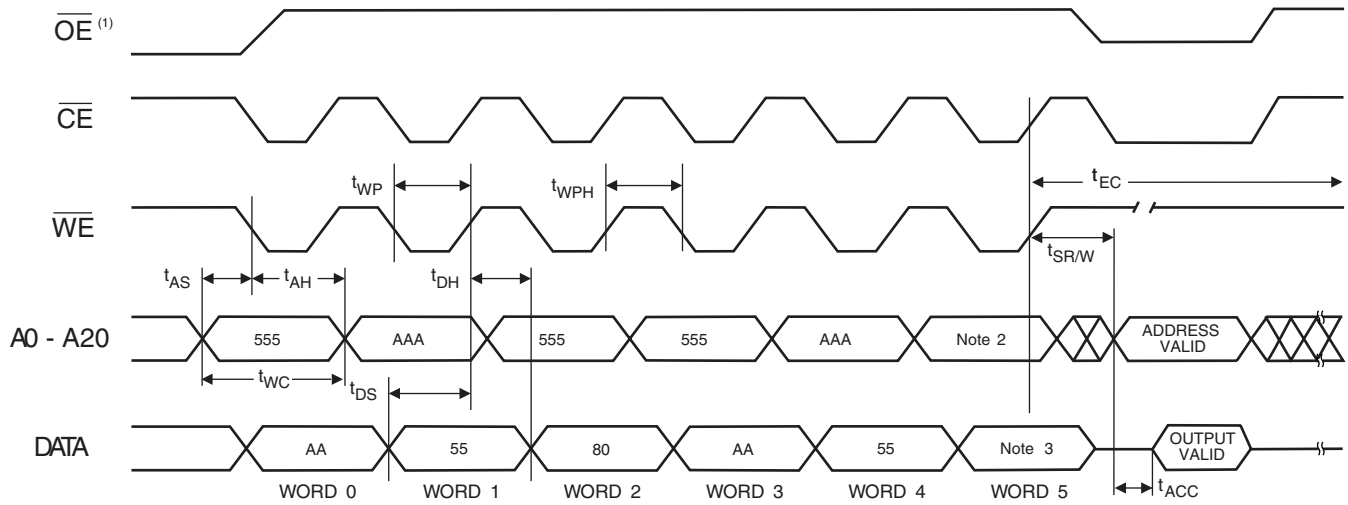 OE (1)
CE
tWP
tWPH
tEC
WE
tSR/W
tAS
tAH
tDH
A0 - A20
555
AAA
555
555
AAA
Note 2
ADDRESS
VALID
tWC
tDS
DATA
AA
55
80
AA
55
Note 3
OUTPUT
VALID
WORD 0
WORD 1
WORD 2
WORD 3
WORD 4
WORD 5
tACC